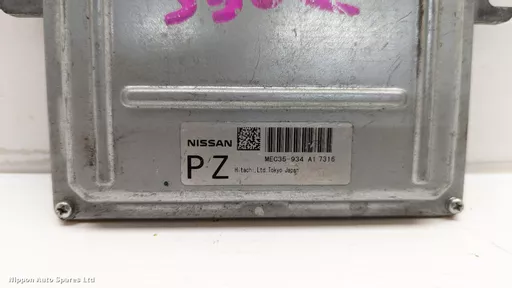 NISSAN
MEC35-934 A1 7316
PZ
Hitachi,Ltd.Tokyo Japan
Nippon Auto Spares Ltd